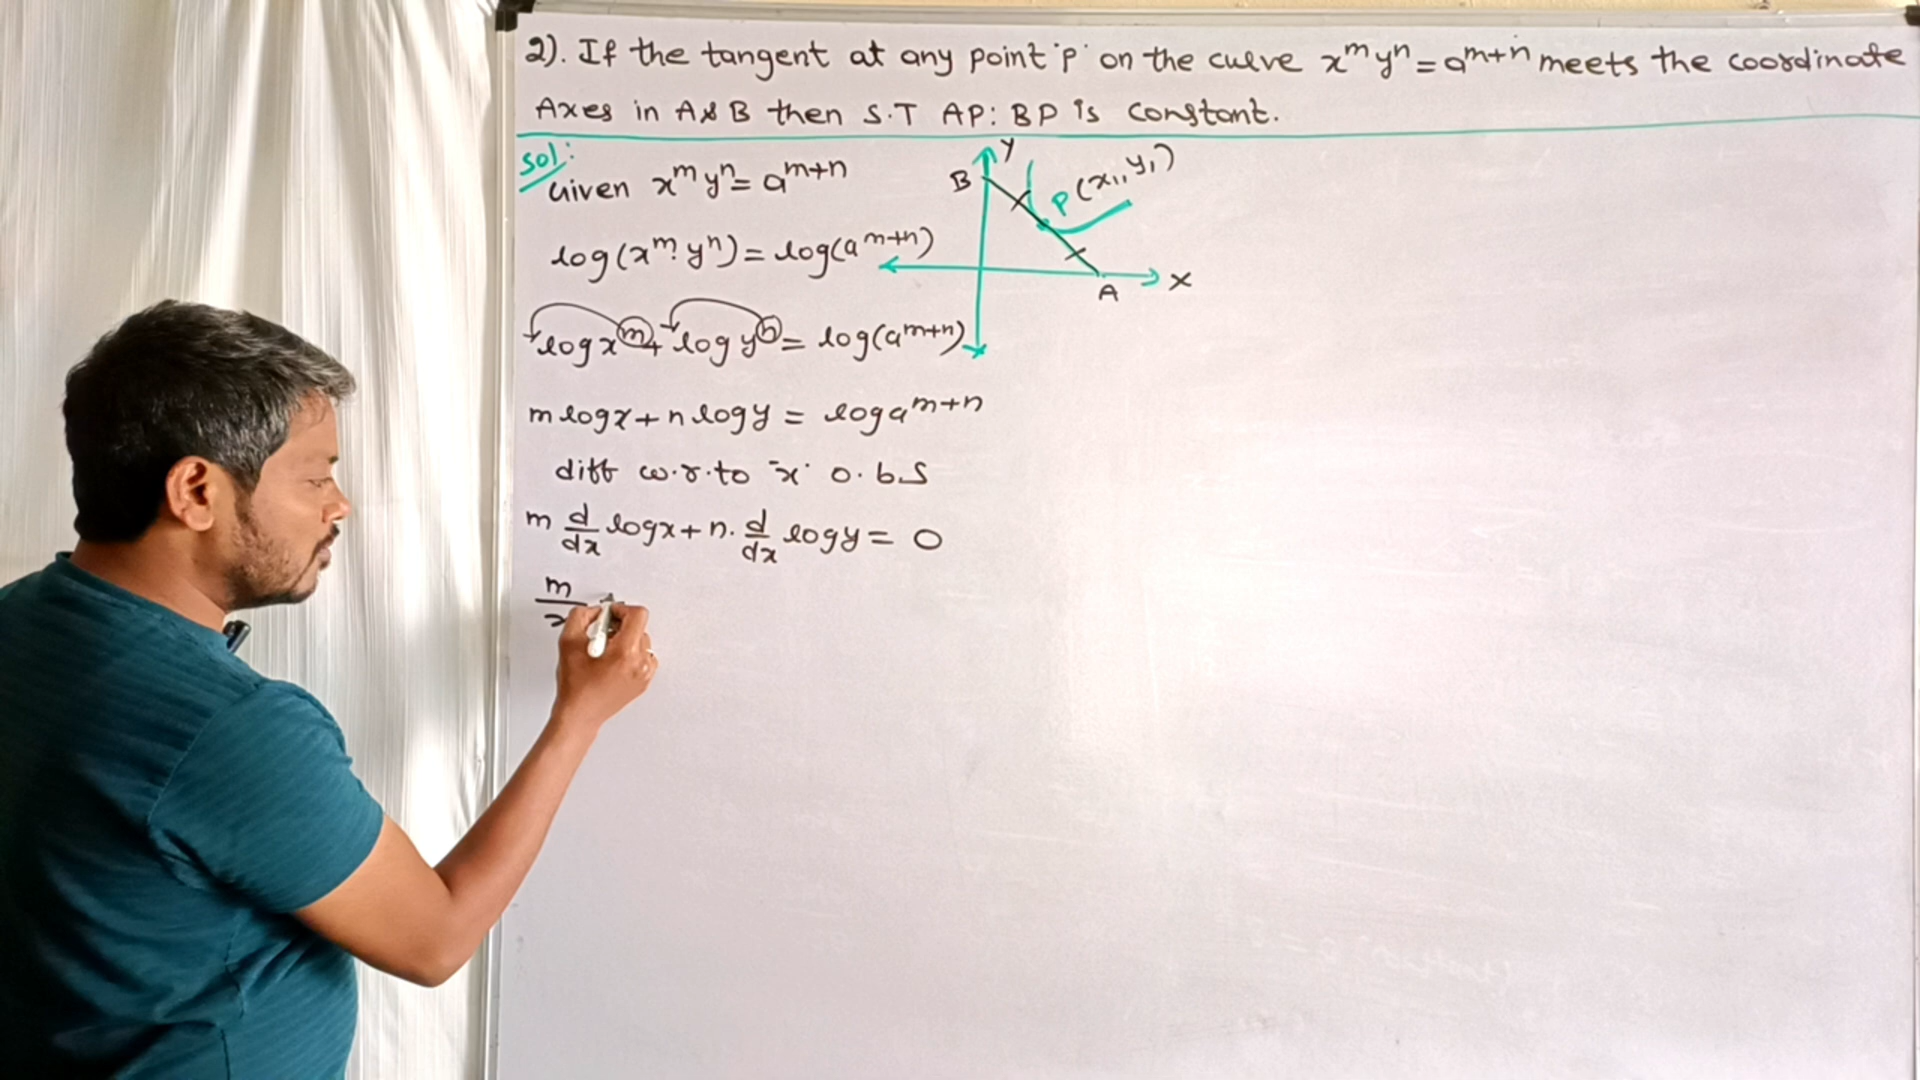 2). If the tangent at any point 'P' on the curve x^m y^n = a^{m+n} meets the coordinate
Axes in A & B then S.T AP : BP is constant.
Sol:
Given x^m y^n = a^{m+n}
log(x^m . y^n) = log(a^{m+n})
log x^m + log y^n = log(a^{m+n})
m log x + n log y = log a^{m+n}
diff w.r.to 'x' o.b.s
m d/dx log x + n. d/dx log y = 0
m/x
Y
B
P(x₁, y₁)
A
X